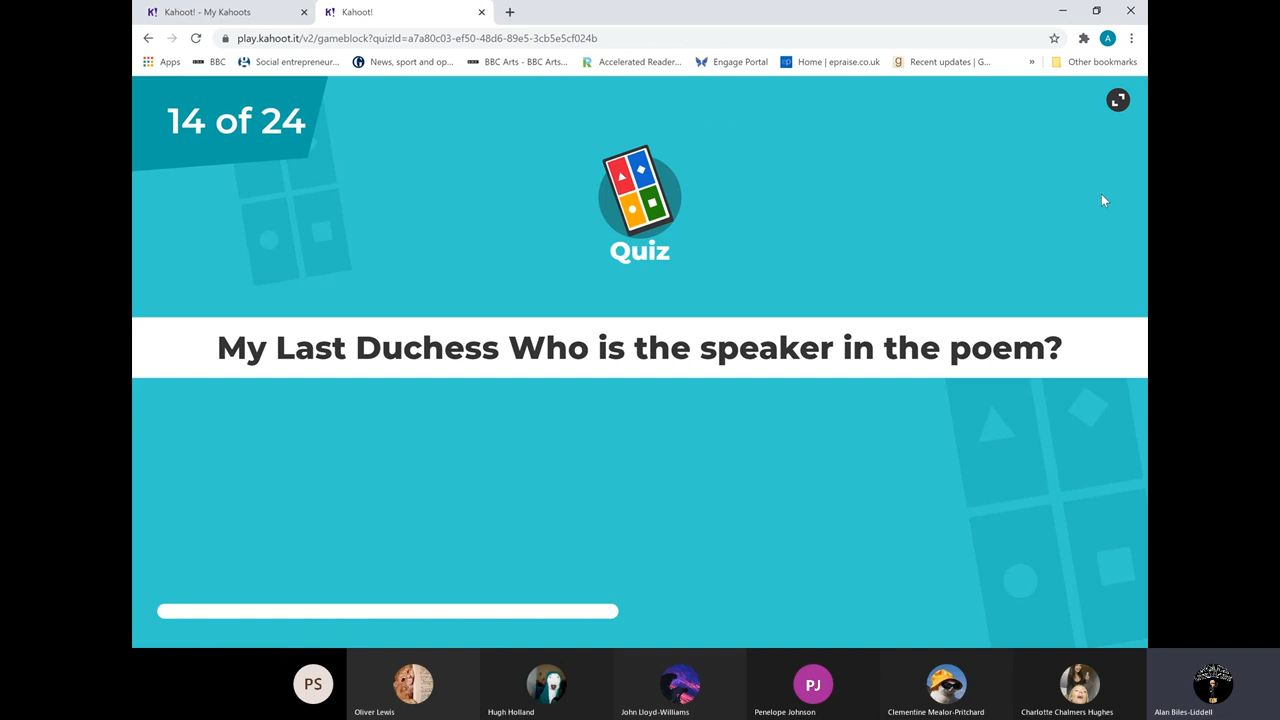 Kahoot! - My Kahoots
Kahoot!
play.kahoot.it/v2/gameblock?quizId=a7a80c03-ef50-48d6-89e5-3cb5e5cf024b
A
Apps
BBC
Social entrepreneur...
News, sport and op...
BBC Arts - BBC Arts...
Accelerated Reader...
Engage Portal
Home | epraise.co.uk
Recent updates | G...
»
Other bookmarks
14 of 24
Quiz
My Last Duchess Who is the speaker in the poem?
PS
PJ
Oliver Lewis
Hugh Holland
John Lloyd-Williams
Penelope Johnson
Clementine Mealor-Pritchard
Charlotte Chalmers Hughes
Alan Biles-Liddell